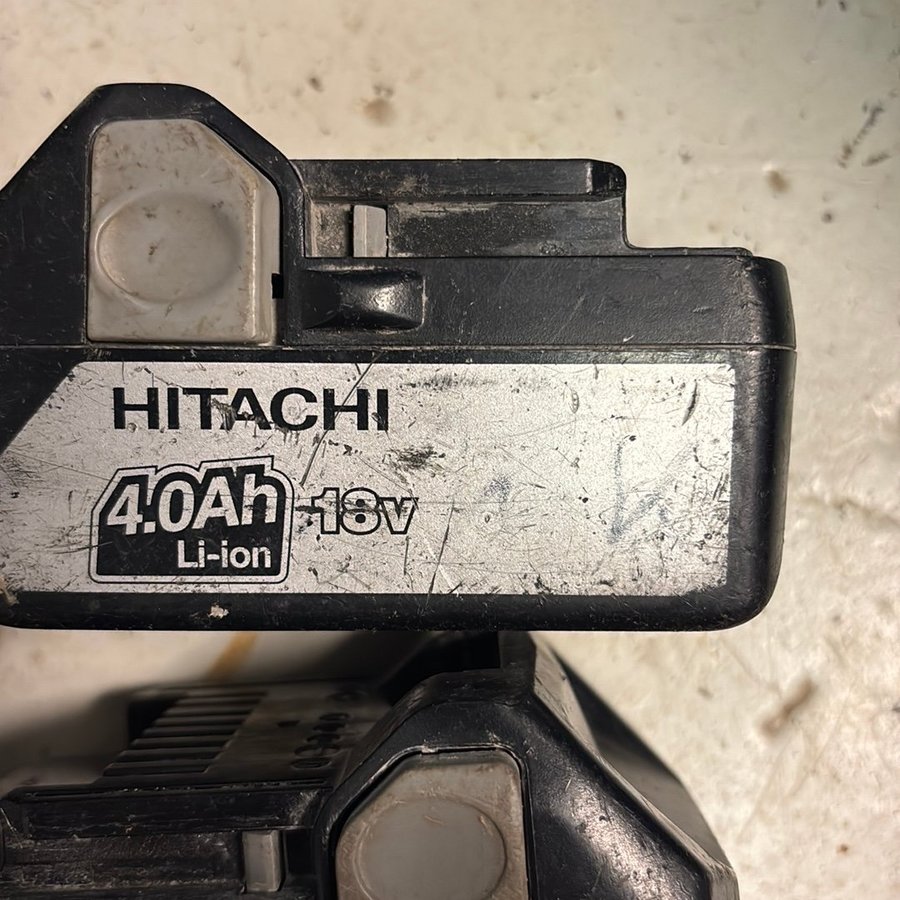 HITACHI
4.0Ah
Li-ion
18v